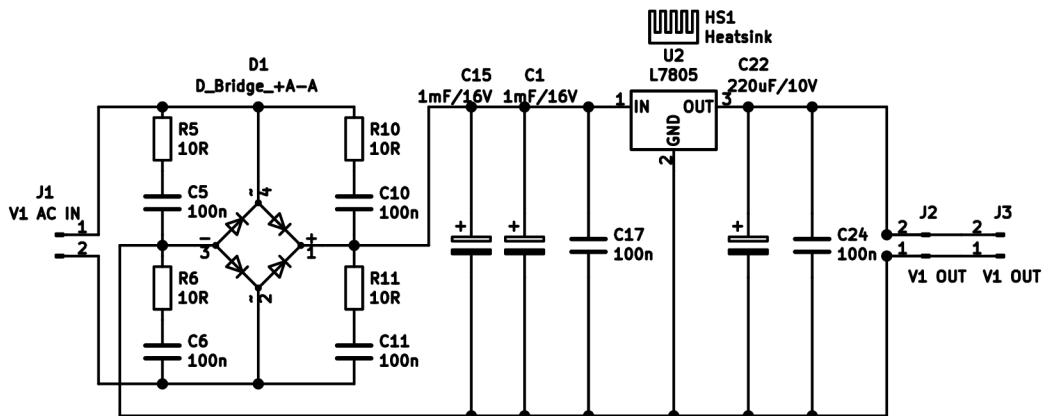 HS1
Heatsink
U2
L7805
D1
D_Bridge_+A-A
C15
1mF/16V
C1
1mF/16V
C22
220uF/10V
1
IN
OUT
3
GND
2
R5
10R
R10
10R
J1
V1 AC IN
1
2
C5
100n
~
4
C10
100n
−
3
+
1
+
+
C17
100n
+
C24
100n
2
J2
2
J3
1
1
V1 OUT
V1 OUT
R6
10R
~
2
R11
10R
C6
100n
C11
100n